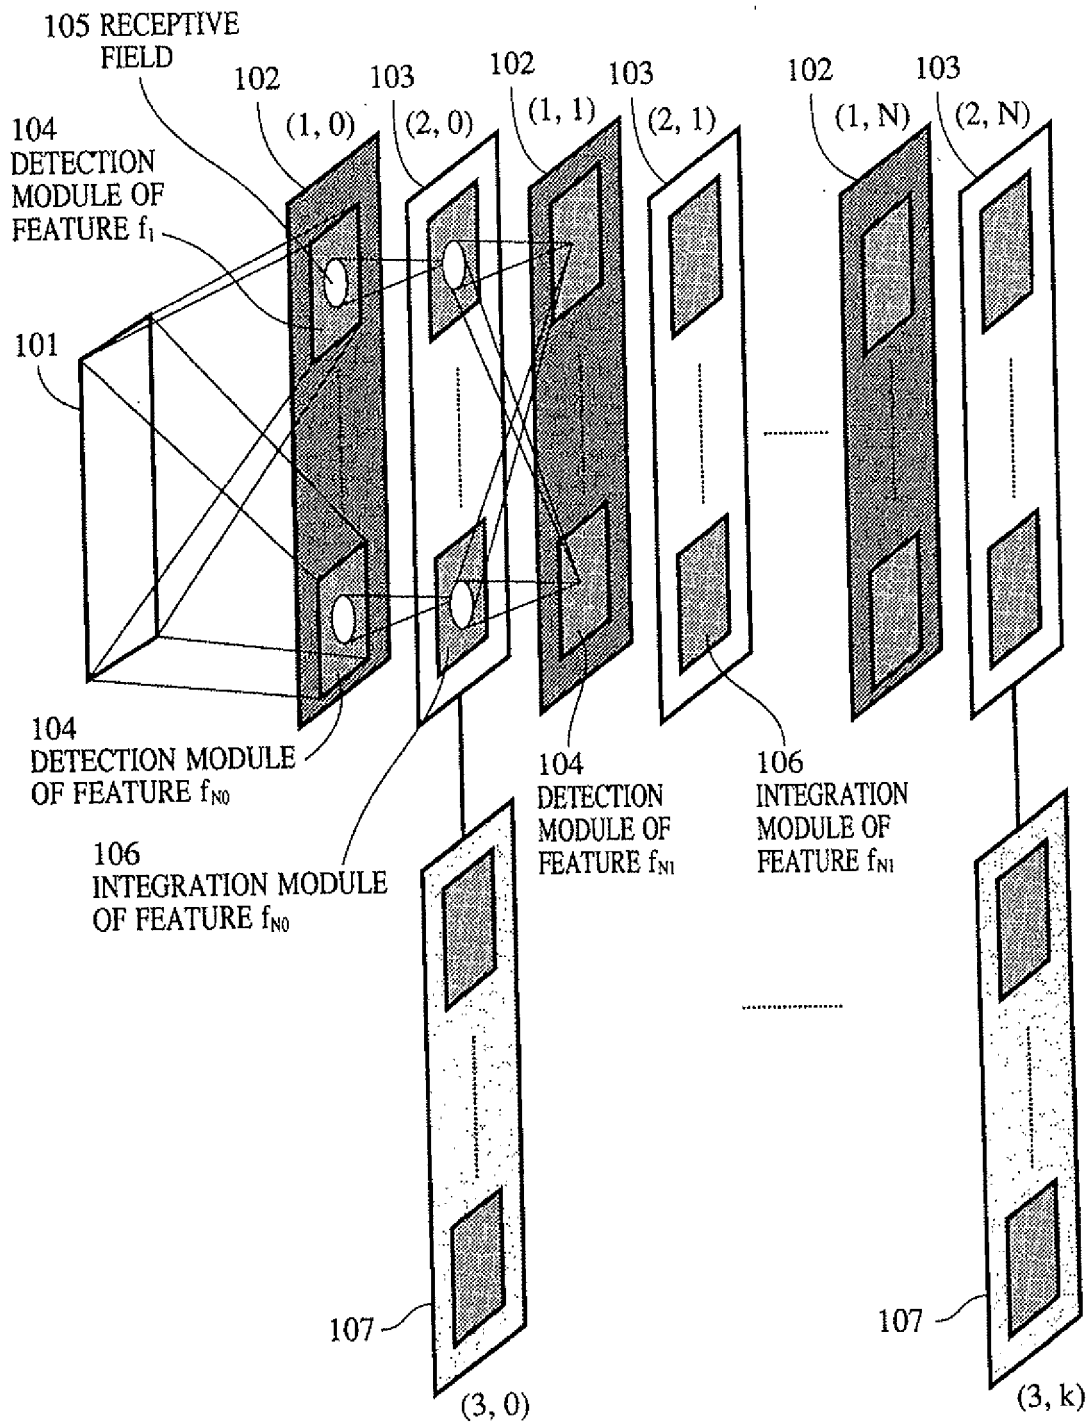 105 RECEPTIVE
FIELD
102
103
102
103
102
103
(1, 0)
(2, 0)
(1, 1)
(2, 1)
(1, N)
(2, N)
104
DETECTION
MODULE OF
FEATURE f1
101
104
DETECTION MODULE
OF FEATURE fN0
106
INTEGRATION MODULE
OF FEATURE fN0
104
DETECTION
MODULE OF
FEATURE fN1
106
INTEGRATION
MODULE OF
FEATURE fN1
107
(3, 0)
107
(3, k)